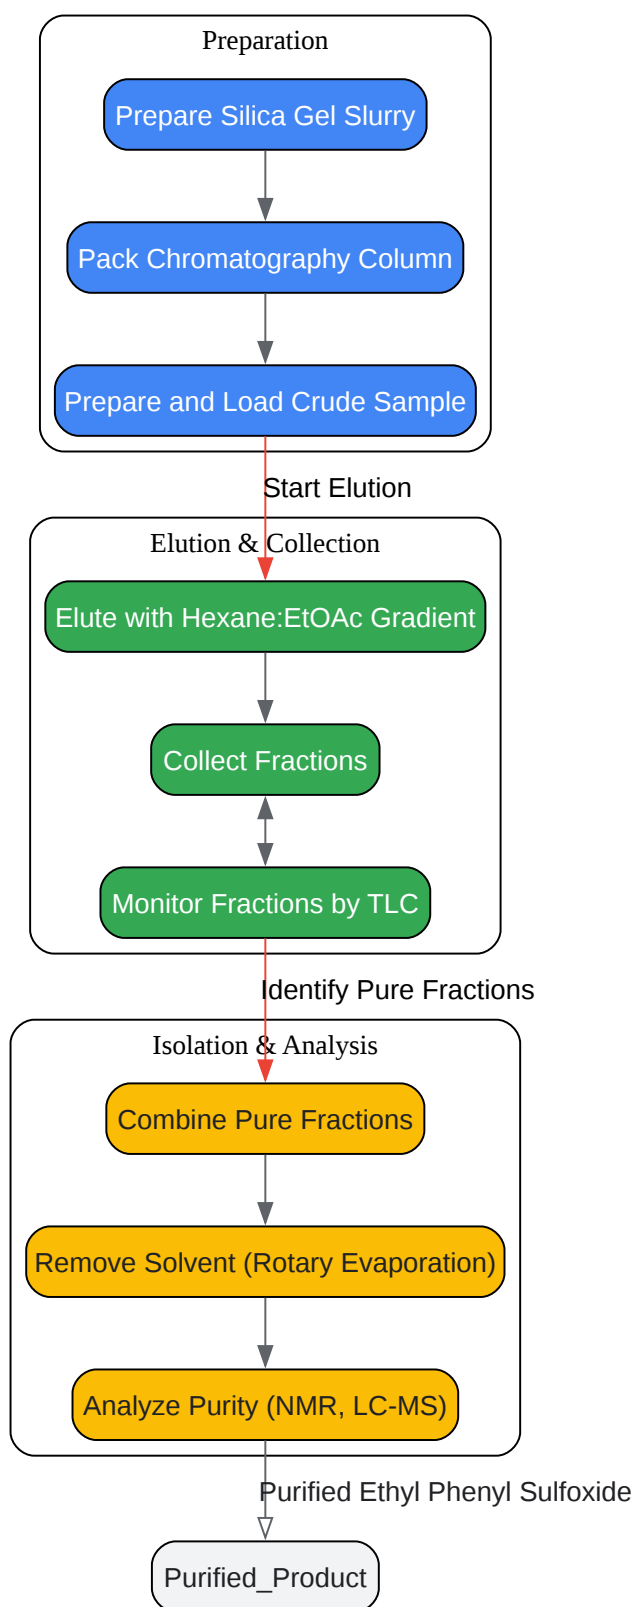 Preparation
Prepare Silica Gel Slurry
Pack Chromatography Column
Prepare and Load Crude Sample
Start Elution
Elution & Collection
Elute with Hexane:EtOAc Gradient
Collect Fractions
Monitor Fractions by TLC
Identify Pure Fractions
Isolation & Analysis
Combine Pure Fractions
Remove Solvent (Rotary Evaporation)
Analyze Purity (NMR, LC-MS)
Purified Ethyl Phenyl Sulfoxide
Purified_Product